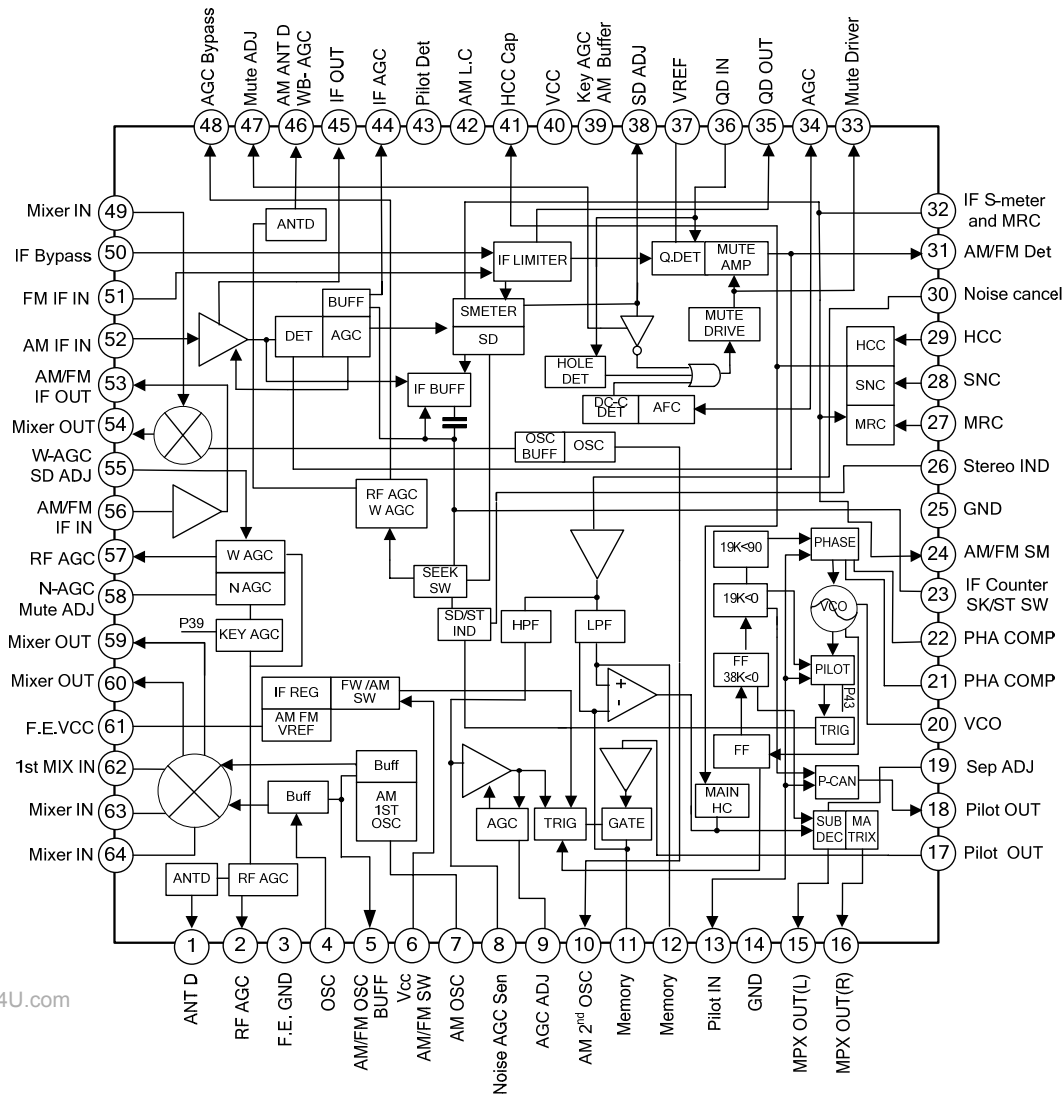 AGC Bypass
Mute ADJ
AM ANT D
WB- AGC
IF OUT
IF AGC
Pilot Det
AM L.C
HCC Cap
VCC
Key AGC
AM Buffer
SD ADJ
VREF
QD IN
QD OUT
AGC
Mute Driver
48
47
46
45
44
43
42
41
40
39
38
37
36
35
34
33
Mixer IN
49
IF Bypass
50
FM IF IN
51
AM IF IN
52
AM/FM
IF OUT
53
Mixer OUT
54
W-AGC
SD ADJ
55
AM/FM
IF IN
56
RF AGC
57
N-AGC
Mute ADJ
58
Mixer OUT
59
Mixer OUT
60
F.E.VCC
61
1st MIX IN
62
Mixer IN
63
Mixer IN
64
32
IF S-meter
and MRC
31
AM/FM Det
30
Noise cancel
29
HCC
28
SNC
27
MRC
26
Stereo IND
25
GND
24
AM/FM SM
23
IF Counter
SK/ST SW
22
PHA COMP
21
PHA COMP
20
VCO
19
Sep ADJ
18
Pilot OUT
17
Pilot OUT
ANTD
IF LIMITER
Q.DET
MUTE
AMP
BUFF
DET
AGC
SMETER
SD
MUTE
DRIVE
HCC
SNC
MRC
IF BUFF
HOLE
DET
DC-C
DET
AFC
OSC
BUFF
OSC
RF AGC
W AGC
W AGC
N AGC
SEEK
SW
19K<90
PHASE
19K<0
VCO
SD/ST
IND
HPF
LPF
P39
KEY AGC
FF
38K<0
PILOT
P43
IF REG
FW /AM
SW
AM FM
VREF
+
-
TRIG
FF
Buff
AM
1ST
OSC
Buff
P-CAN
MAIN
HC
AGC
TRIG
GATE
SUB
DEC
MA
TRIX
ANTD
RF AGC
1
2
3
4
5
6
7
8
9
10
11
12
13
14
15
16
ANT D
RF AGC
F.E. GND
OSC
AM/FM OSC
BUFF
Vcc
AM/FM SW
AM OSC
Noise AGC Sen
AGC ADJ
AM 2nd OSC
Memory
Memory
Pilot IN
GND
MPX OUT(L)
MPX OUT(R)
4U.com